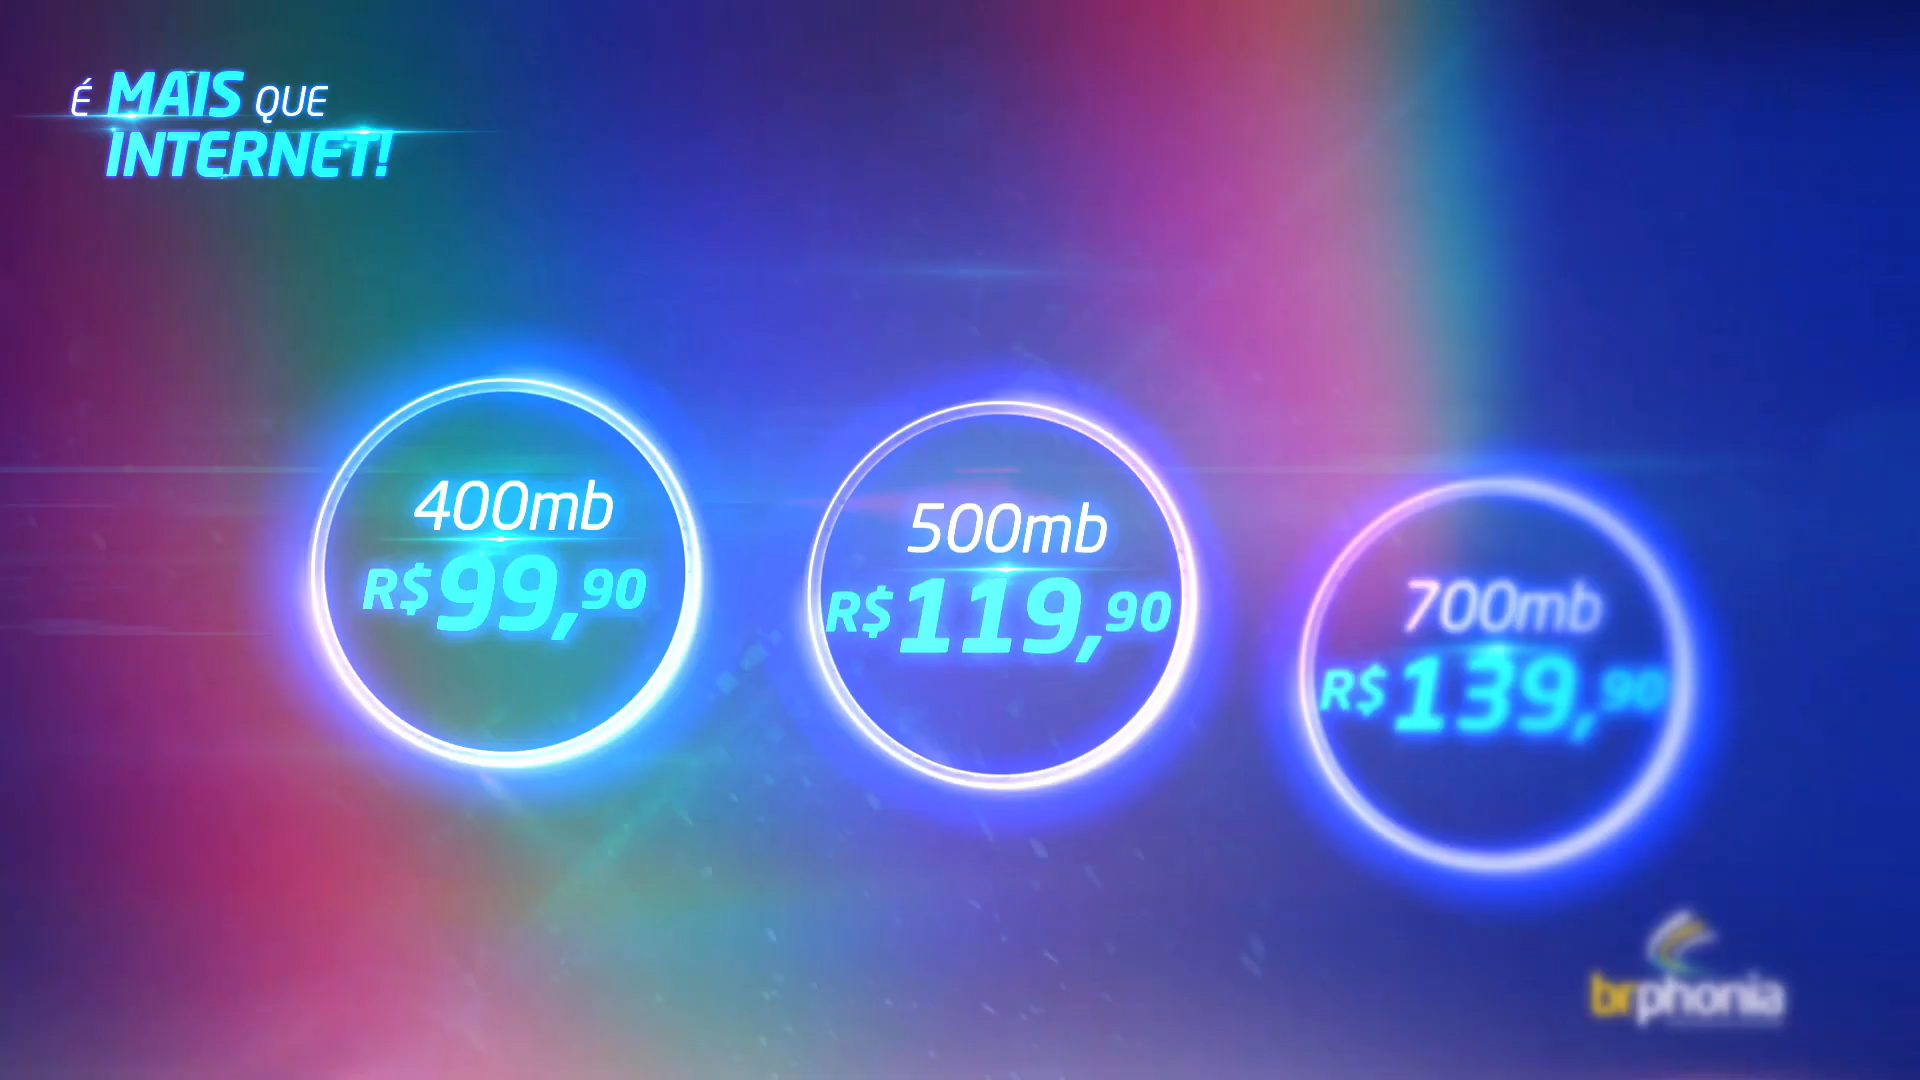 É MAIS QUE
INTERNET!
400mb
R$99,90
500mb
R$119,90
700mb
R$139,90
brphonia